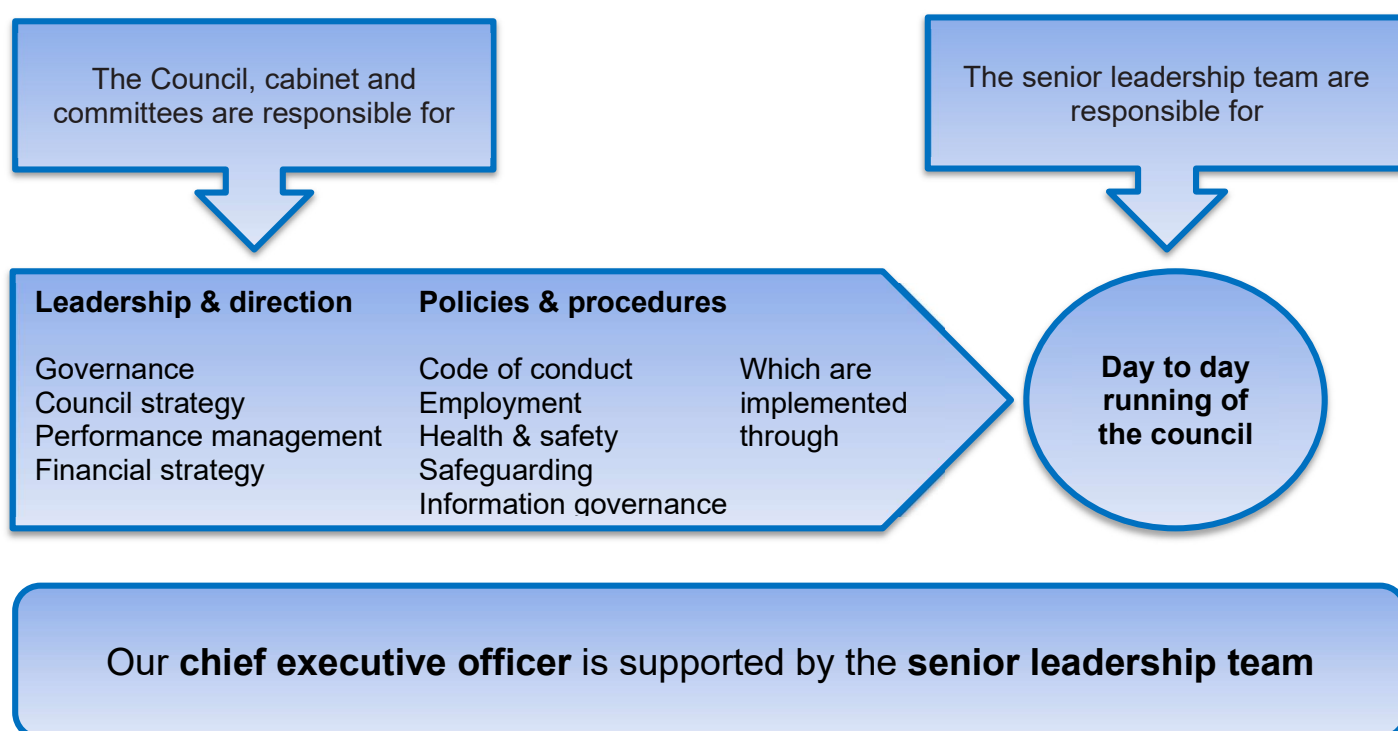 The Council, cabinet and
committees are responsible for
The senior leadership team are
responsible for
Leadership & direction
Governance
Council strategy
Performance management
Financial strategy
Policies & procedures
Code of conduct
Employment
Health & safety
Safeguarding
Information governance
Which are
implemented
through
Day to day
running of
the council
Our chief executive officer is supported by the senior leadership team